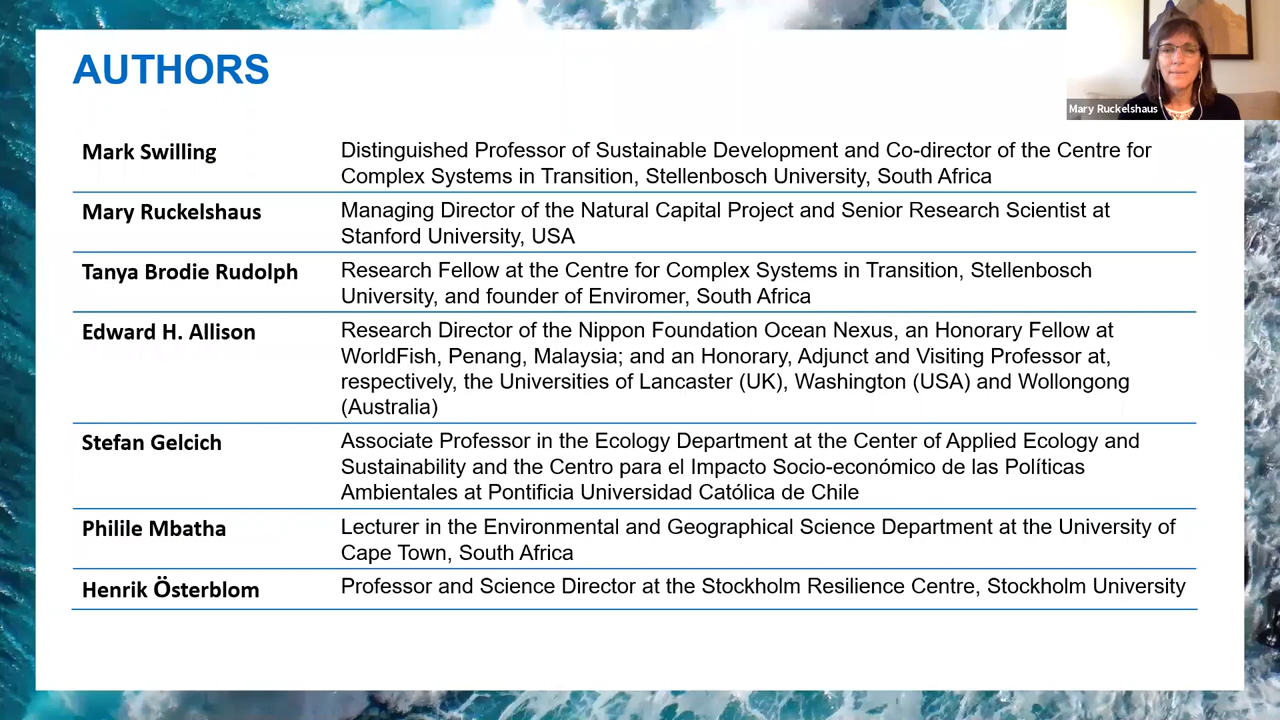 AUTHORS
Mary Ruckelshaus
Mark Swilling
Distinguished Professor of Sustainable Development and Co-director of the Centre for
Complex Systems in Transition, Stellenbosch University, South Africa
Mary Ruckelshaus
Managing Director of the Natural Capital Project and Senior Research Scientist at
Stanford University, USA
Tanya Brodie Rudolph
Research Fellow at the Centre for Complex Systems in Transition, Stellenbosch
University, and founder of Enviromer, South Africa
Edward H. Allison
Research Director of the Nippon Foundation Ocean Nexus, an Honorary Fellow at
WorldFish, Penang, Malaysia; and an Honorary, Adjunct and Visiting Professor at,
respectively, the Universities of Lancaster (UK), Washington (USA) and Wollongong
(Australia)
Stefan Gelcich
Associate Professor in the Ecology Department at the Center of Applied Ecology and
Sustainability and the Centro para el Impacto Socio-económico de las Políticas
Ambientales at Pontificia Universidad Católica de Chile
Philile Mbatha
Lecturer in the Environmental and Geographical Science Department at the University of
Cape Town, South Africa
Henrik Österblom
Professor and Science Director at the Stockholm Resilience Centre, Stockholm University